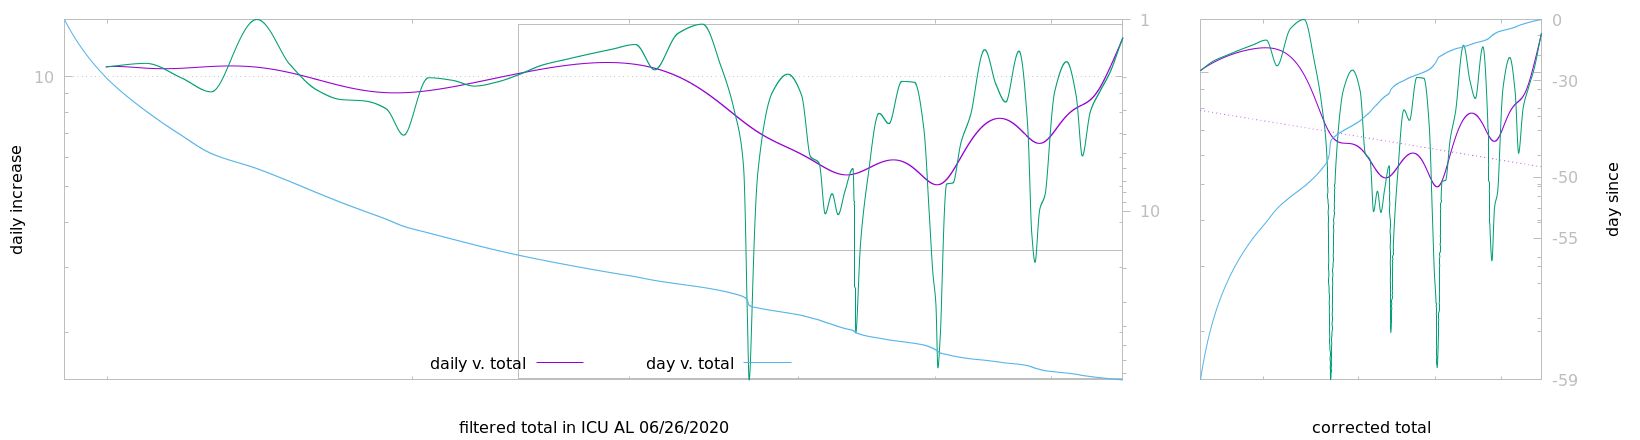 1
0
10
-30
10
-50
-55
daily increase
day since
daily v. total
day v. total
-59
filtered total in ICU AL 06/26/2020
corrected total